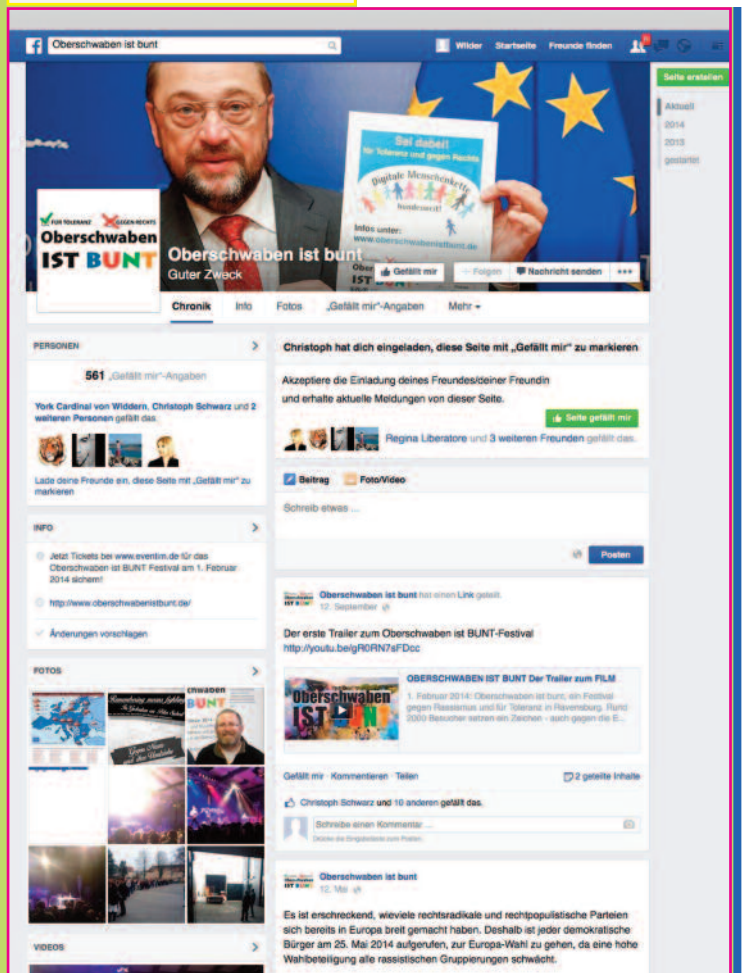 Oberschwaben ist bunt
Wilder Startseite Freunde finden
Seite erstellen
Aktuell
2014
2013
gestartet
Sei dabei!
für Toleranz und gegen Rechts
Digitale Menschenkette
bundesweit!
Infos unter:
www.oberschwabenistbunt.de
FÜR TOLERANZ GEGEN RECHTS
Oberschwaben
IST BUNT
Oberschwaben ist bunt
Guter Zweck
Gefällt mir Folgen Nachricht senden
Chronik Info Fotos „Gefällt mir“-Angaben Mehr
PERSONEN
561 „Gefällt mir“-Angaben
York Cardinal von Widdern, Christoph Schwarz und 2
weiteren Personen gefällt das.
Lade deine Freunde ein, diese Seite mit „Gefällt mir“ zu
markieren
INFO
Jetzt Tickets bei www.eventim.de für das
Oberschwaben ist BUNT Festival am 1. Februar
2014 sichern!
http://www.oberschwabenistbunt.de/
Änderungen vorschlagen
FOTOS
VIDEOS
Christoph hat dich eingeladen, diese Seite mit „Gefällt mir“ zu markieren
Akzeptiere die Einladung deines Freundes/deiner Freundin
und erhalte aktuelle Meldungen von dieser Seite.
Seite gefällt mir
Regina Liberatore und 3 weiteren Freunden gefällt das.
Beitrag Foto/Video
Schreib etwas ...
Posten
Oberschwaben ist bunt hat einen Link geteilt.
12. September
Der erste Trailer zum Oberschwaben ist BUNT-Festival
http://youtu.be/gR0RN7sFDcc
Oberschwaben
IST BUNT
OBERSCHWABEN IST BUNT Der Trailer zum FILM
1. Februar 2014: Oberschwaben ist bunt, ein Festival
gegen Rassismus und für Toleranz in Ravensburg. Rund
2000 Besucher setzen ein Zeichen - auch gegen die E...
Gefällt mir · Kommentieren · Teilen 2 geteilte Inhalte
Christoph Schwarz und 10 anderen gefällt das.
Schreibe einen Kommentar ...
Drücke die Eingabetaste zum Posten.
Oberschwaben ist bunt
12. Mai
Es ist erschreckend, wieviele rechtsradikale und rechtpopulistische Parteien
sich bereits in Europa breit gemacht haben. Deshalb ist jeder demokratische
Bürger am 25. Mai 2014 aufgerufen, zur Europa-Wahl zu gehen, da eine hohe
Wahlbeteiligung alle rassistischen Gruppierungen schwächt.